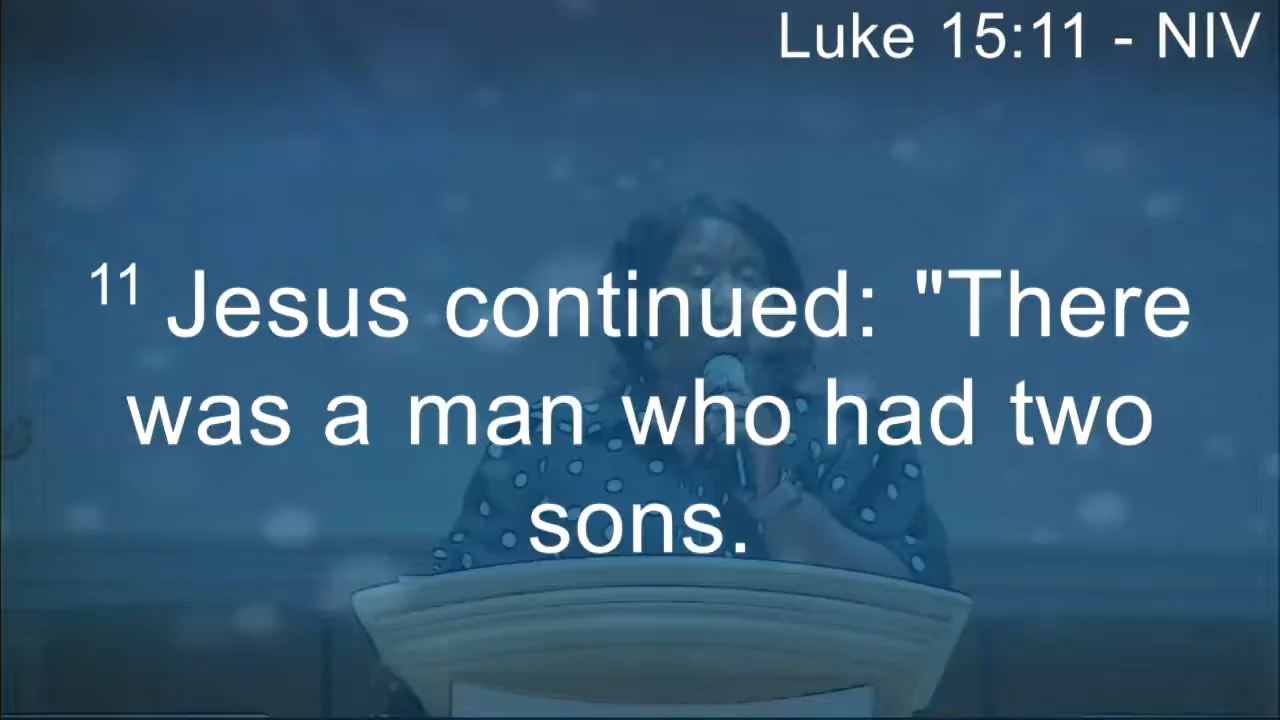 Luke 15:11 - NIV
11 Jesus continued: "There
was a man who had two
sons.